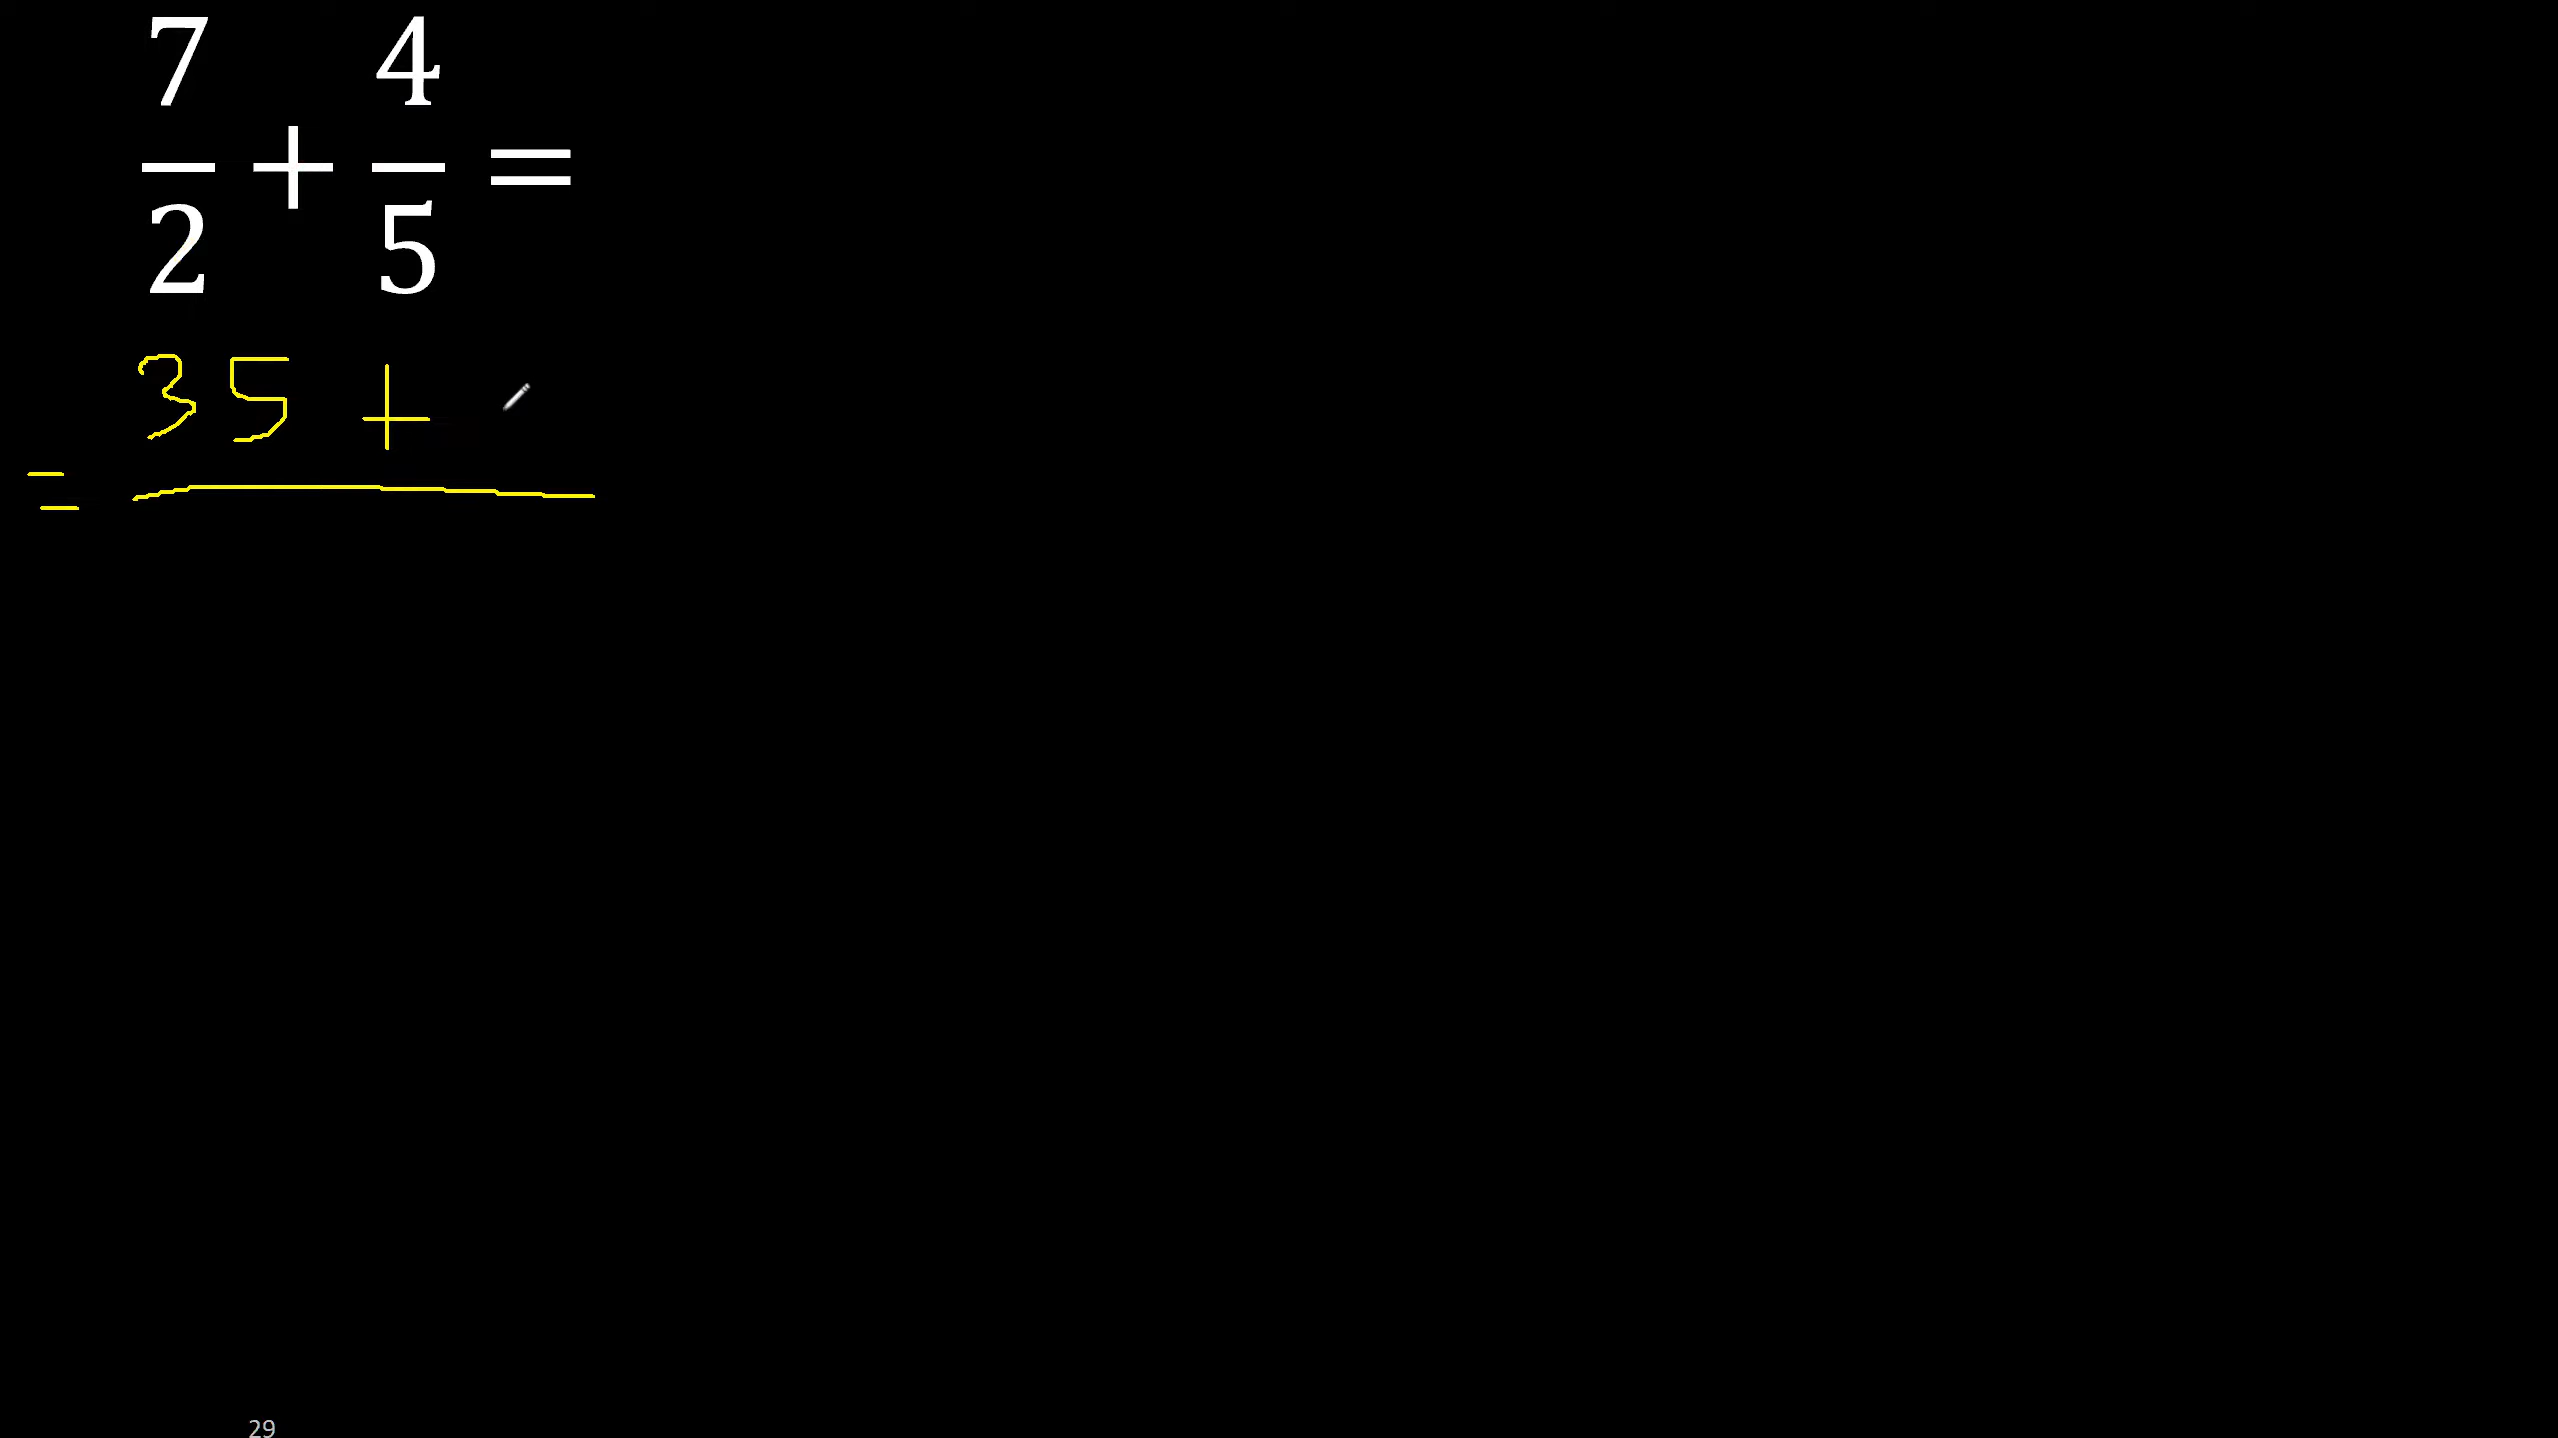 7/2 + 4/5 =
= 35 +
29